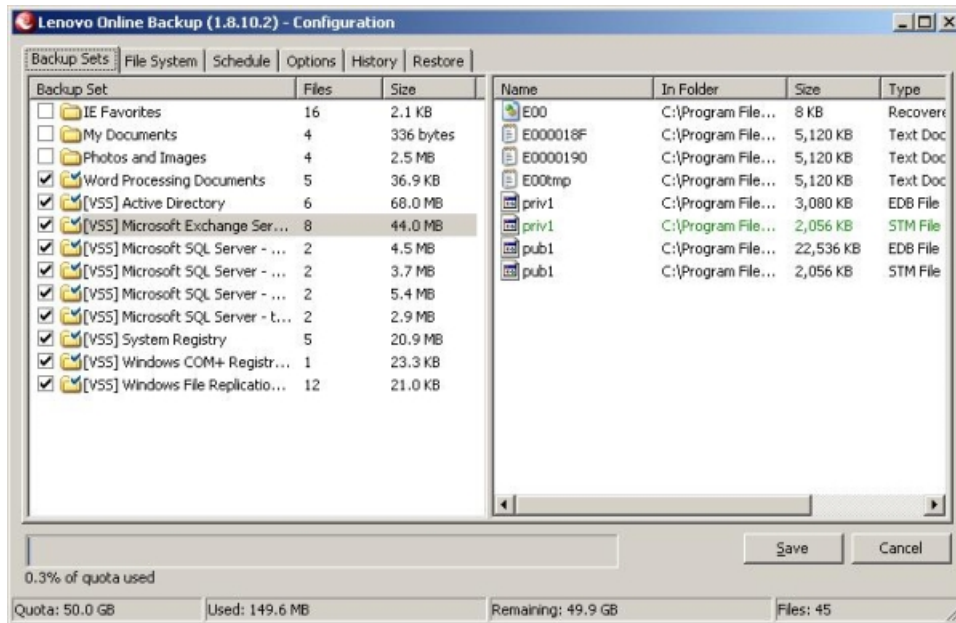 Lenovo Online Backup (1.8.10.2) - Configuration
Backup Sets File System Schedule Options History Restore
Backup Set Files Size
IE Favorites 16 2.1 KB
My Documents 4 336 bytes
Photos and Images 4 2.5 MB
Word Processing Documents 5 36.9 KB
[VSS] Active Directory 6 68.0 MB
[VSS] Microsoft Exchange Ser... 8 44.0 MB
[VSS] Microsoft SQL Server - ... 2 4.5 MB
[VSS] Microsoft SQL Server - ... 2 3.7 MB
[VSS] Microsoft SQL Server - ... 2 5.4 MB
[VSS] Microsoft SQL Server - t... 2 2.9 MB
[VSS] System Registry 5 20.9 MB
[VSS] Windows COM+ Registr... 1 23.3 KB
[VSS] Windows File Replicatio... 12 21.0 KB
Name In Folder Size Type
E00 C:\Program File... 8 KB Recovere
E000018F C:\Program File... 5,120 KB Text Doc
E0000190 C:\Program File... 5,120 KB Text Doc
E00tmp C:\Program File... 5,120 KB Text Doc
priv1 C:\Program File... 3,080 KB EDB File
priv1 C:\Program File... 2,056 KB STM File
pub1 C:\Program File... 22,536 KB EDB File
pub1 C:\Program File... 2,056 KB STM File
Save Cancel
0.3% of quota used
Quota: 50.0 GB Used: 149.6 MB Remaining: 49.9 GB Files: 45